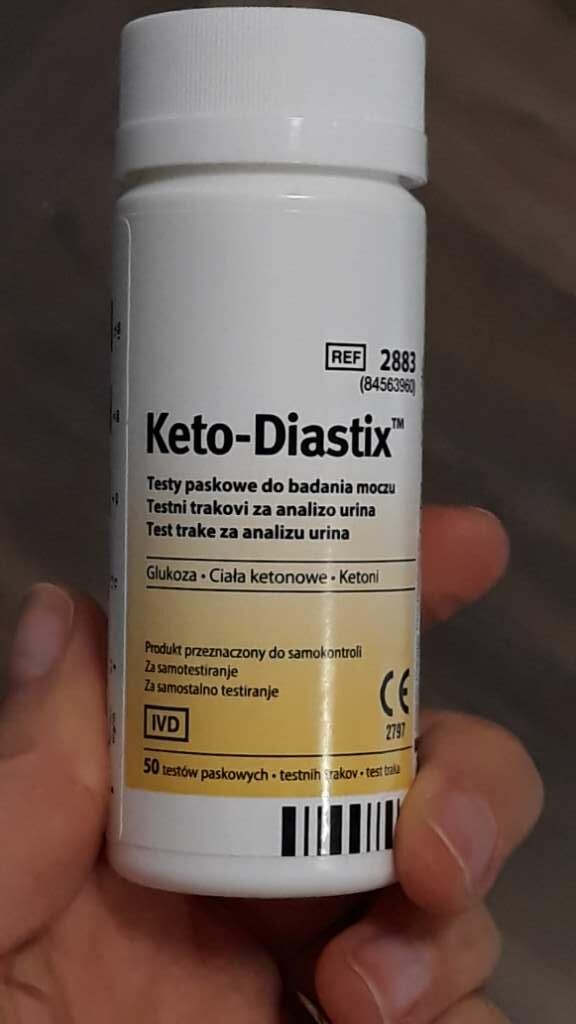 REF 2883
(84563960)
Keto-Diastix™
Testy paskowe do badania moczu
Testni trakovi za analizo urina
Test trake za analizu urina
Glukoza • Ciała ketonowe • Ketoni
Produkt przeznaczony do samokontroli
Za samotestiranje
Za samostalno testiranje
CE
2797
IVD
50 testów paskowych • testnih trakov • test traka